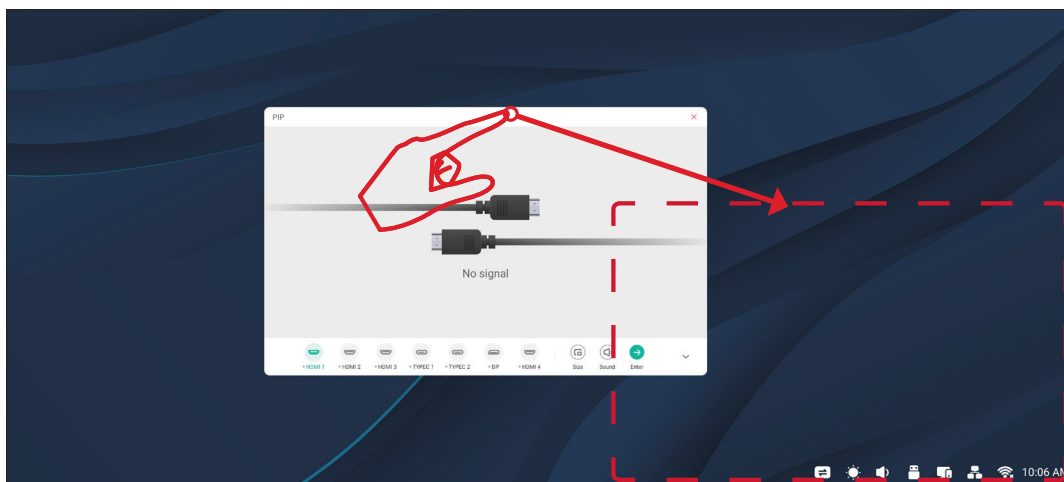 PIP
No signal
HDMI 1 HDMI 2 HDMI 3 TYPEC 1 TYPEC 2 DP HDMI 4 Size Sound Enter
10:06 AM